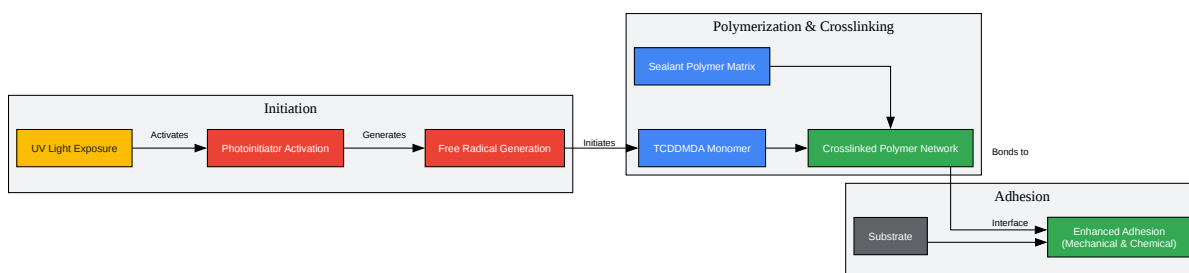 Polymerization & Crosslinking
Sealant Polymer Matrix
Initiation
UV Light Exposure
Activates
Photoinitiator Activation
Generates
Free Radical Generation
Initiates
TCDDMDA Monomer
Crosslinked Polymer Network
Bonds to
Adhesion
Substrate
Interface
Enhanced Adhesion
(Mechanical & Chemical)